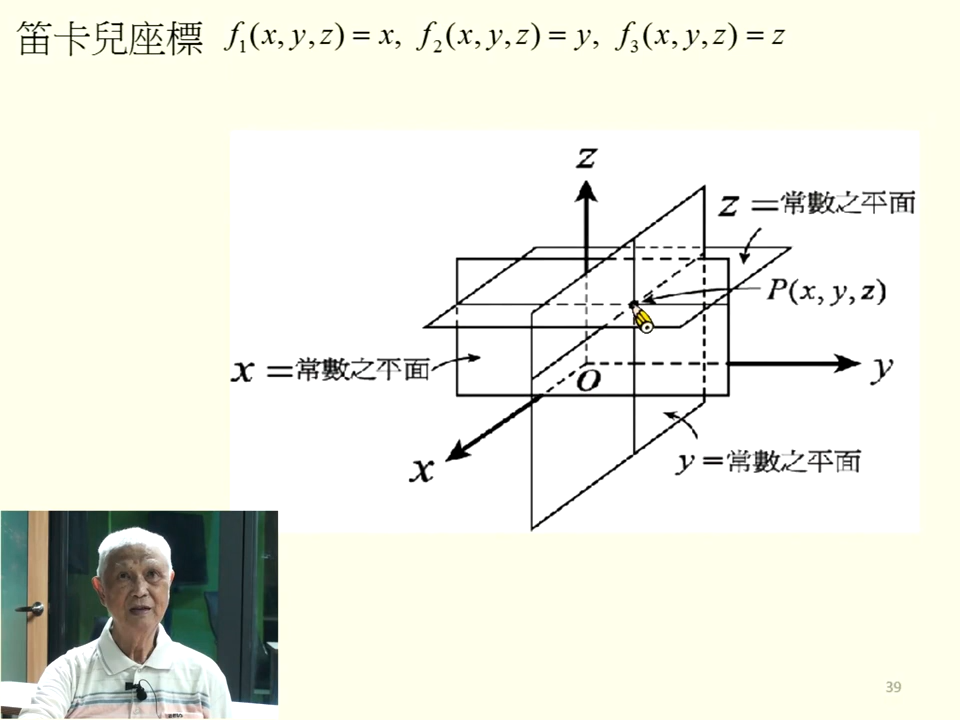 笛卡兒座標 f₁(x, y, z) = x, f₂(x, y, z) = y, f₃(x, y, z) = z
z
z =常數之平面
P(x, y, z)
x =常數之平面
O
y
x
y =常數之平面
39